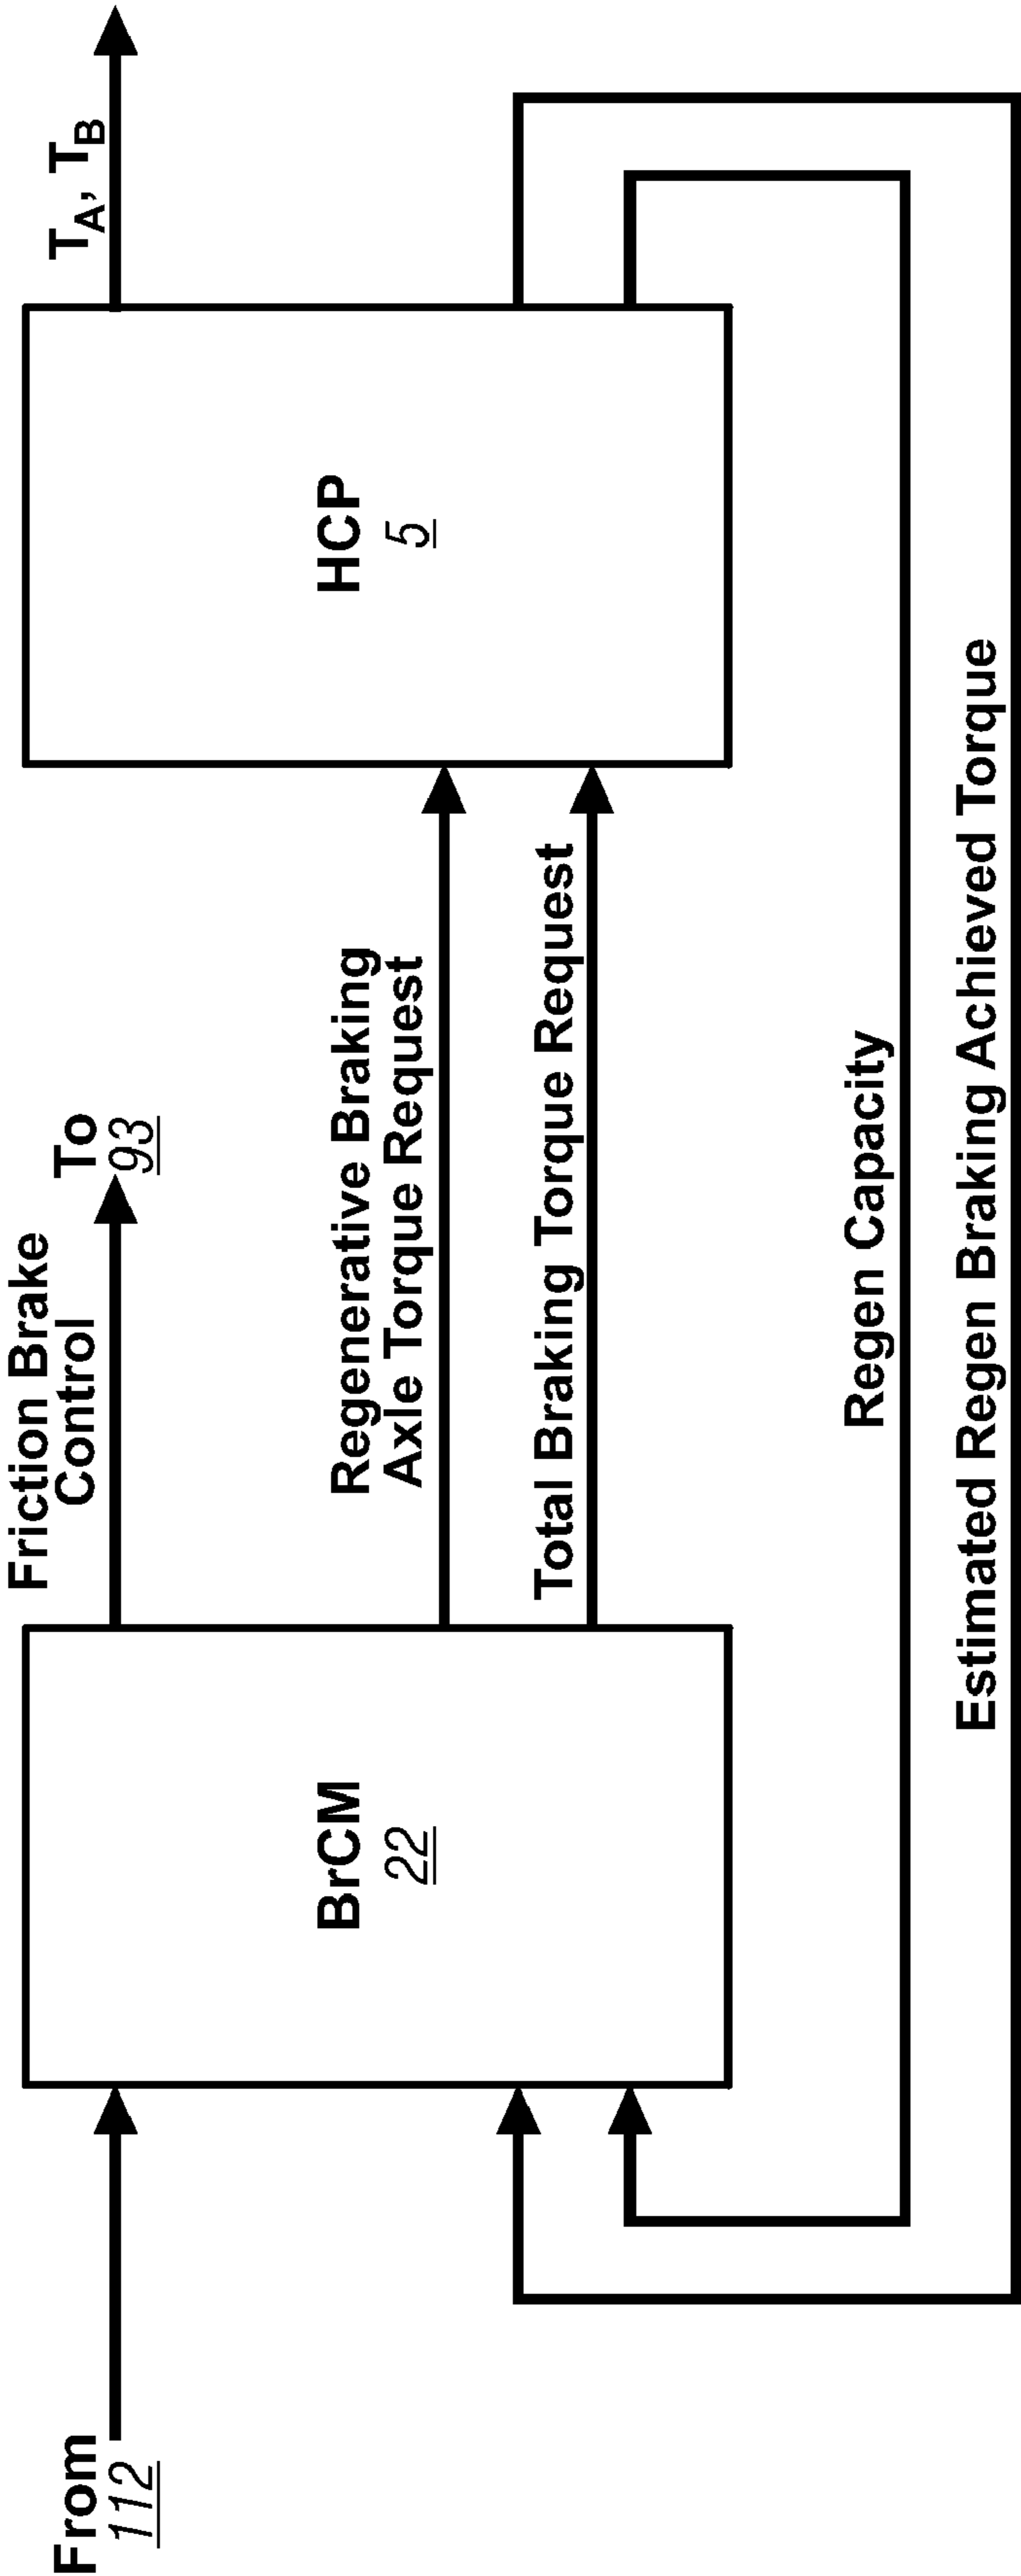 From
112
BrCM
22
Friction Brake
Control
To
93
Regenerative Braking
Axle Torque Request
Total Braking Torque Request
HCP
5
TA, TB
Regen Capacity
Estimated Regen Braking Achieved Torque